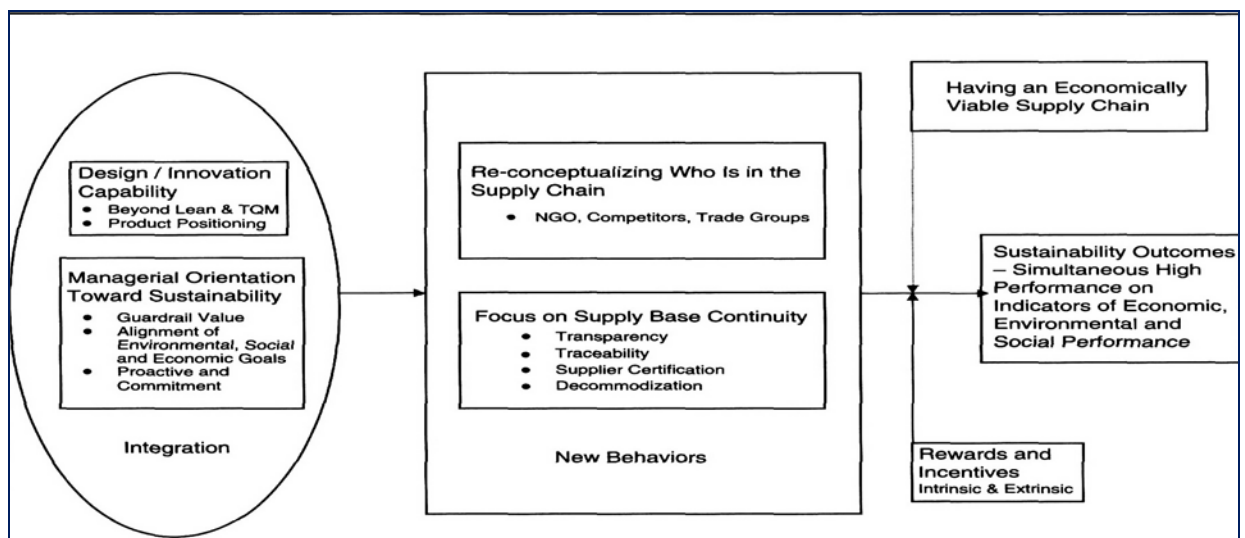 Design / Innovation
Capability
• Beyond Lean & TQM
• Product Positioning
Managerial Orientation
Toward Sustainability
• Guardrail Value
• Alignment of
Environmental, Social
and Economic Goals
• Proactive and
Commitment
Integration
Re-conceptualizing Who Is in the
Supply Chain
• NGO, Competitors, Trade Groups
Focus on Supply Base Continuity
• Transparency
• Traceability
• Supplier Certification
• Decommodization
New Behaviors
Having an Economically
Viable Supply Chain
Sustainability Outcomes
– Simultaneous High
Performance on
Indicators of Economic,
Environmental and
Social Performance
Rewards and
Incentives
Intrinsic & Extrinsic